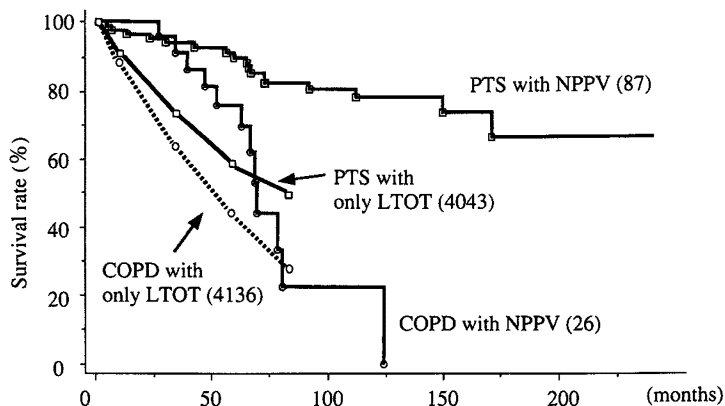 100
80
60
40
20
0
Survival rate (%)
PTS with NPPV (87)
PTS with
only LTOT (4043)
COPD with
only LTOT (4136)
COPD with NPPV (26)
0
50
100
150
200
(months)